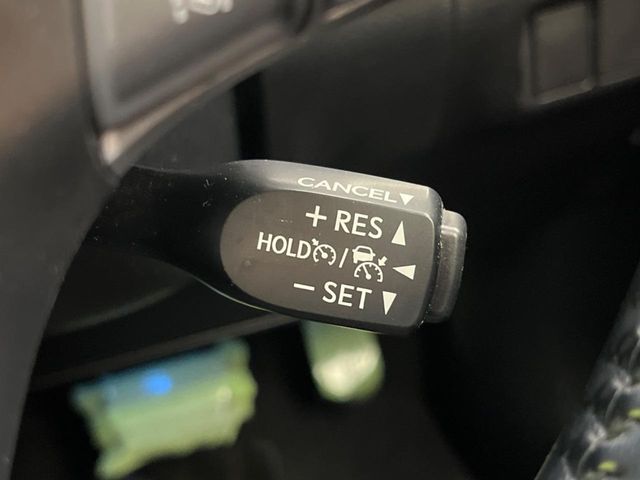 CANCEL▼
+ RES ▲
HOLD / ◀
− SET ▼